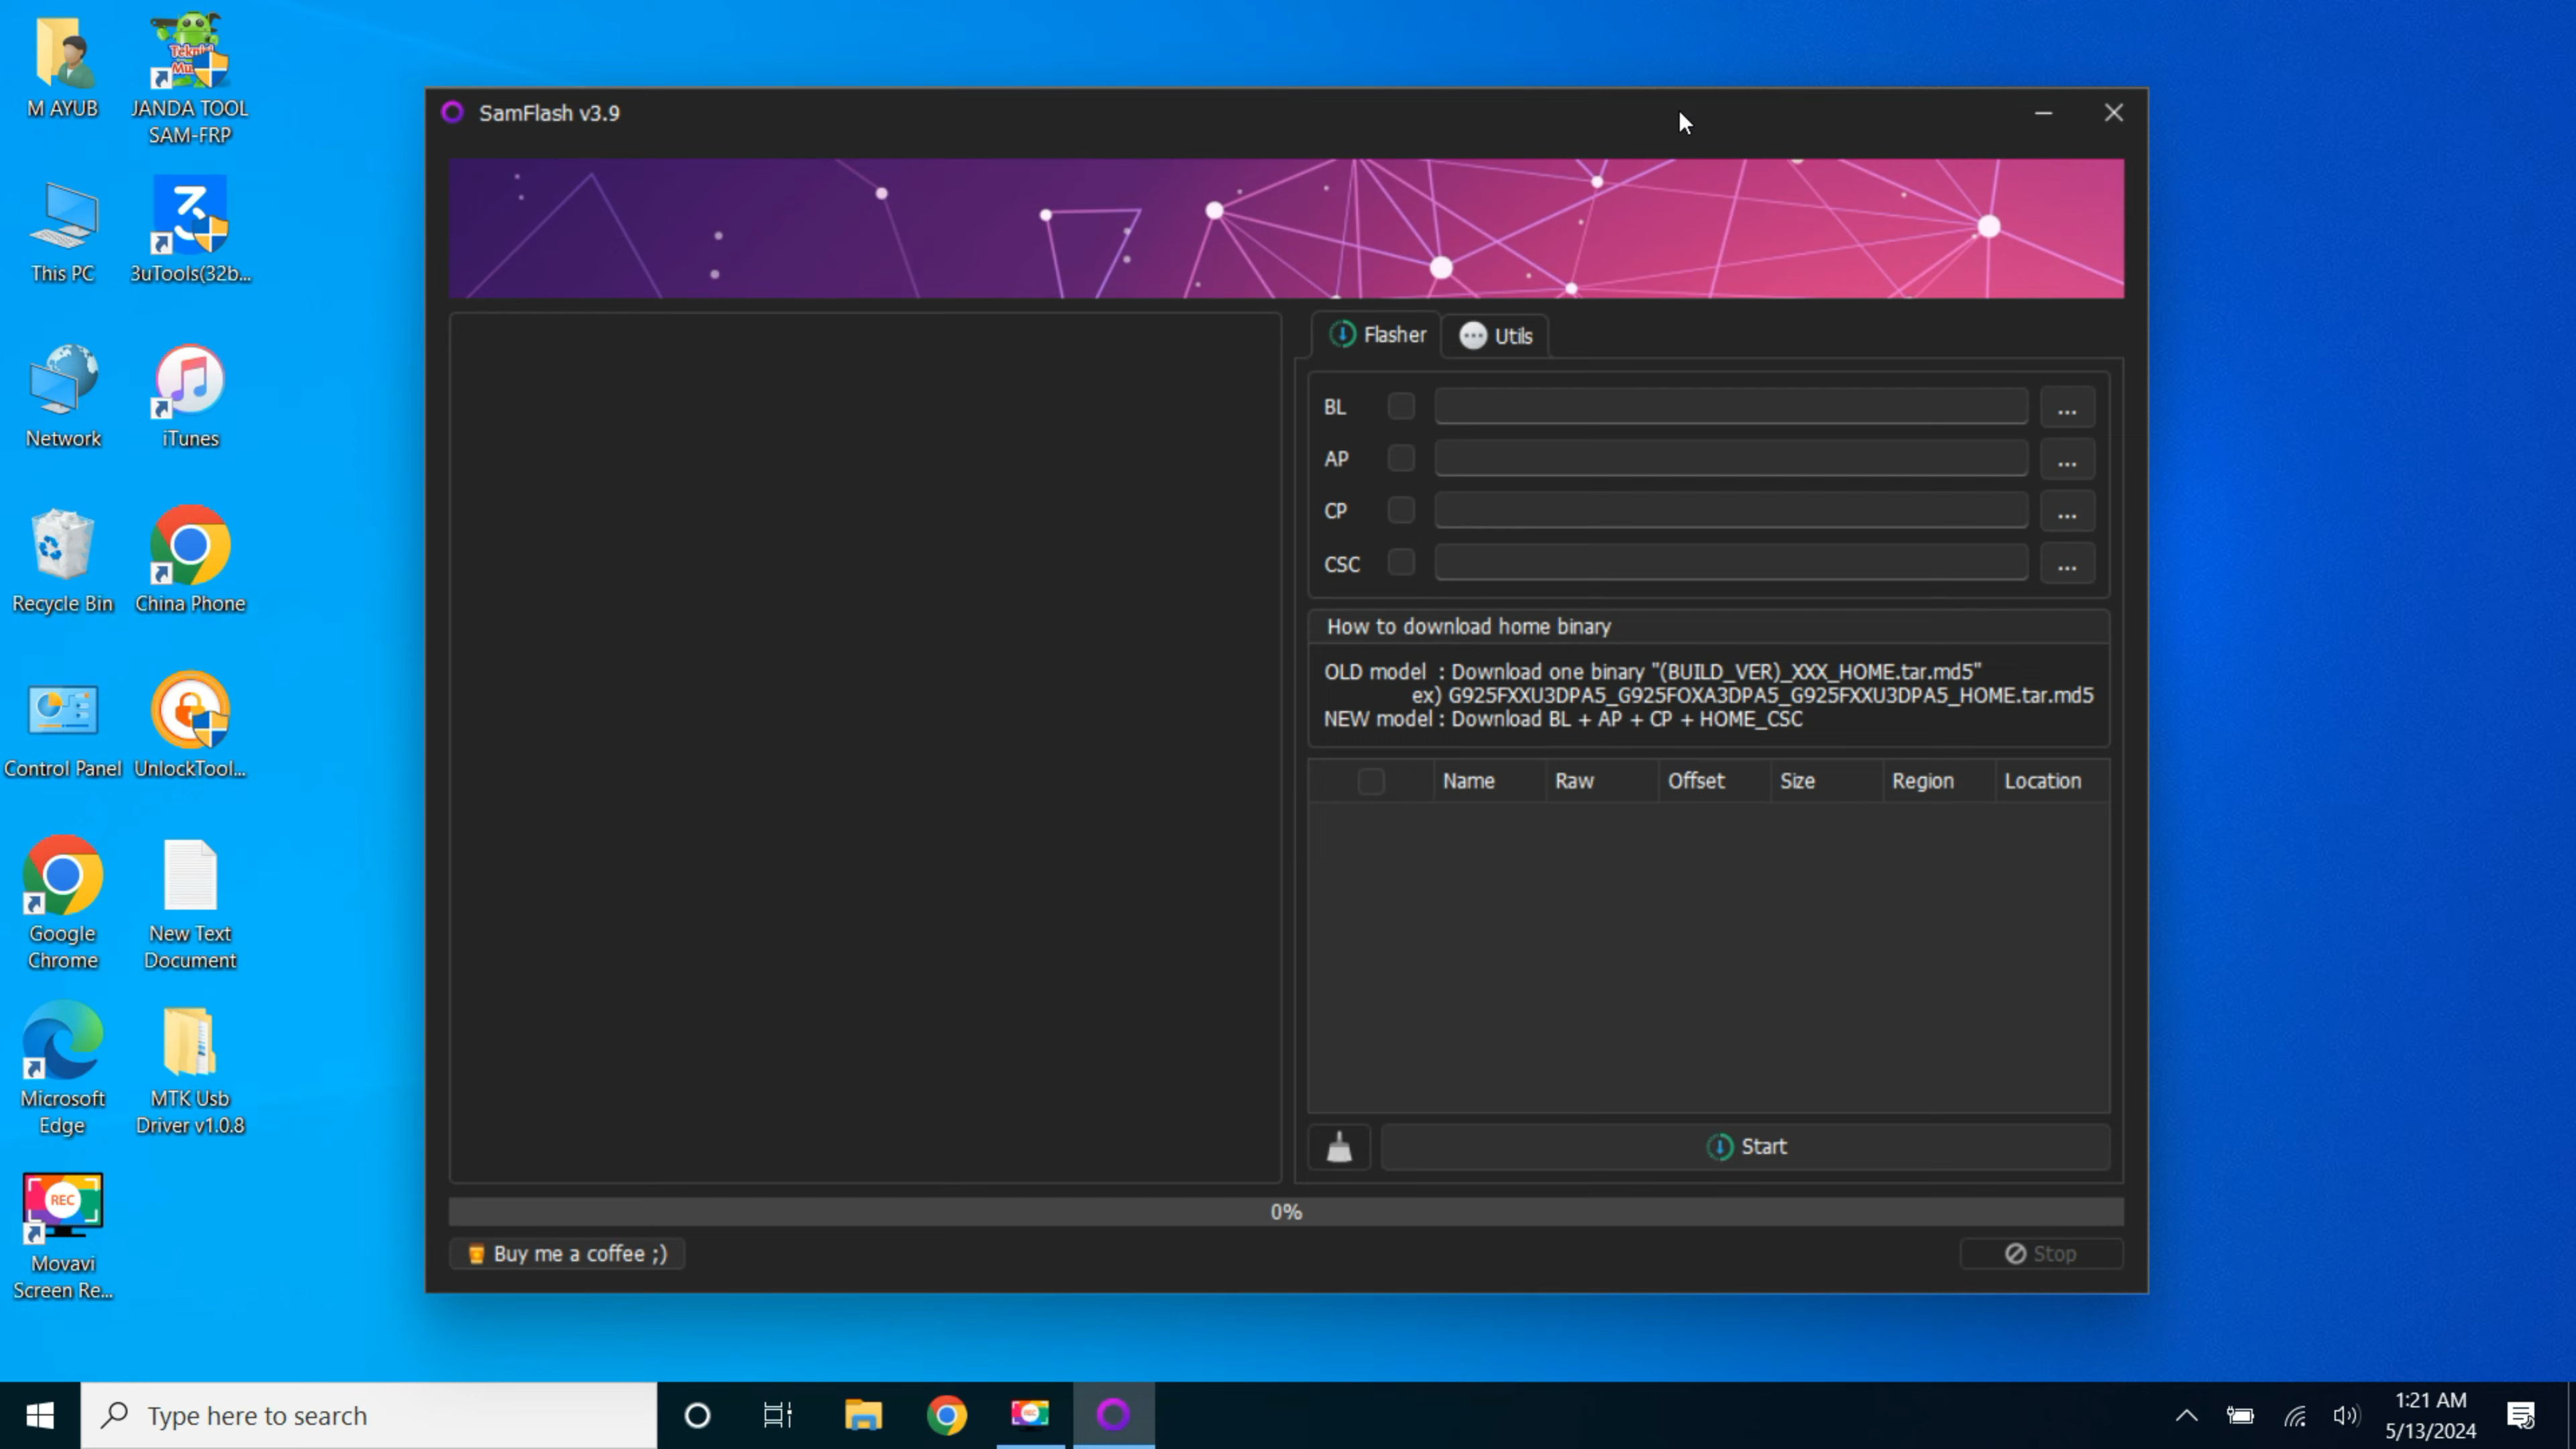 M AYUB
JANDA TOOL
SAM-FRP
This PC
3uTools(32b...
Network
iTunes
Recycle Bin
China Phone
Control Panel
UnlockTool...
Google
Chrome
New Text
Document
Microsoft
Edge
MTK Usb
Driver v1.0.8
REC
Movavi
Screen Re...
SamFlash v3.9
Flasher
Utils
BL
...
AP
...
CP
...
CSC
...
How to download home binary
OLD model : Download one binary "(BUILD_VER)_XXX_HOME.tar.md5"
ex) G925FXXU3DPA5_G925FOXA3DPA5_G925FXXU3DPA5_HOME.tar.md5
NEW model : Download BL + AP + CP + HOME_CSC
Name Raw Offset Size Region Location
Start
0%
Buy me a coffee ;)
Stop
Type here to search
REC
1:21 AM
5/13/2024